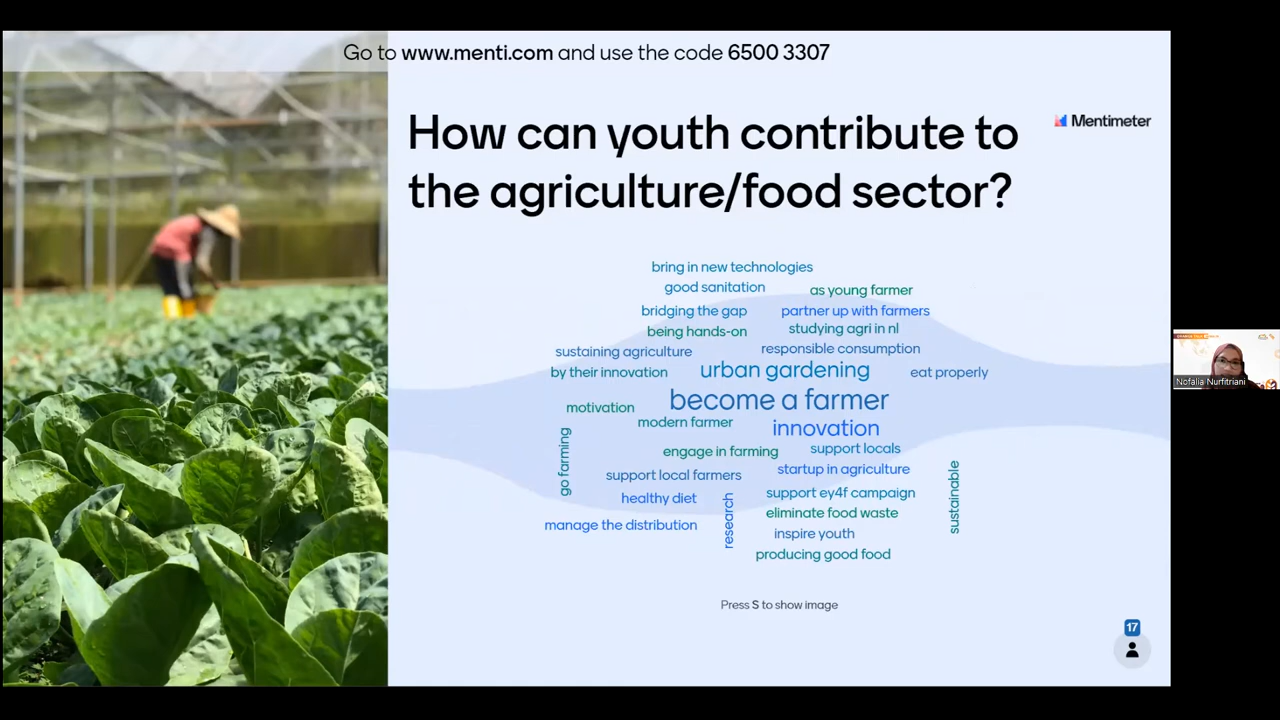 Go to www.menti.com and use the code 6500 3307
How can youth contribute to
the agriculture/food sector?
Mentimeter
bring in new technologies
good sanitation
as young farmer
bridging the gap
partner up with farmers
being hands-on
studying agri in nl
sustaining agriculture
responsible consumption
by their innovation
urban gardening
eat properly
become a farmer
motivation
modern farmer
innovation
go farming
engage in farming
support locals
support local farmers
startup in agriculture
sustainable
healthy diet
research
support ey4f campaign
eliminate food waste
manage the distribution
inspire youth
producing good food
Press S to show image
17
Nofalia Nurfitriani